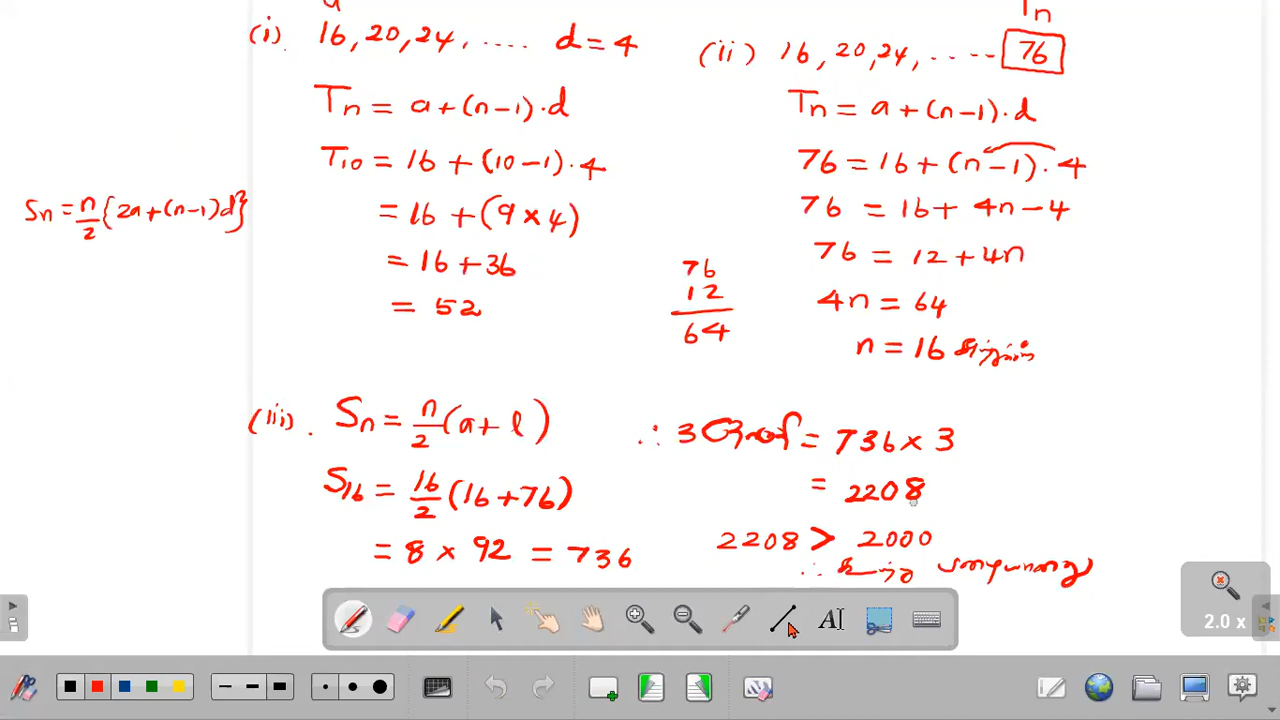 (i). 16, 20, 24, .... d = 4
Tn = a + (n-1)·d
T10 = 16 + (10-1)·4
= 16 + (9 × 4)
= 16 + 36
= 52
Sn = n/2 {2a + (n-1)d}
Tn
(ii) 16, 20, 24, ..... 76
Tn = a + (n-1)·d
76 = 16 + (n-1)·4
76 = 16 + 4n - 4
76 = 12 + 4n
4n = 64
n = 16
76
12
64
(iii). Sn = n/2 (a + l)
S16 = 16/2 (16 + 76)
= 8 × 92 = 736
∴ 3 = 736 × 3
= 2208
2208 > 2000
∴
2.0 x